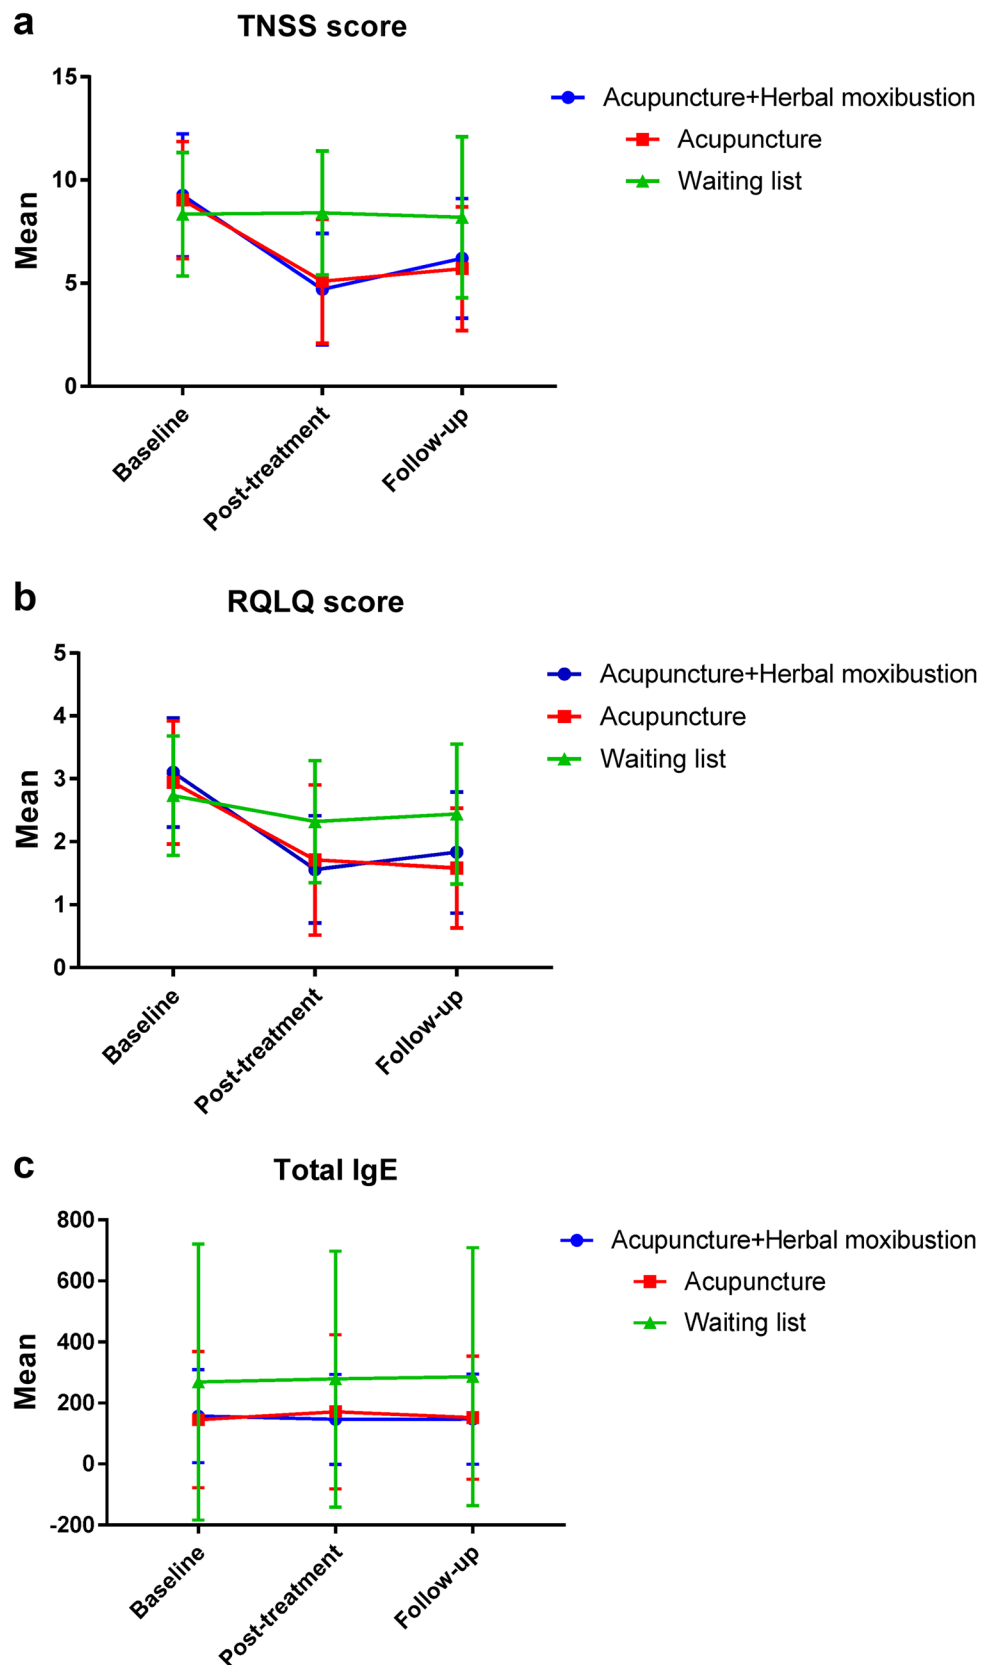 a
TNSS score
15
10
5
0
Mean
Baseline
Post-treatment
Follow-up
Acupuncture+Herbal moxibustion
Acupuncture
Waiting list
b
RQLQ score
5
4
3
2
1
0
Mean
Baseline
Post-treatment
Follow-up
Acupuncture+Herbal moxibustion
Acupuncture
Waiting list
c
Total IgE
800
600
400
200
0
-200
Mean
Baseline
Post-treatment
Follow-up
Acupuncture+Herbal moxibustion
Acupuncture
Waiting list